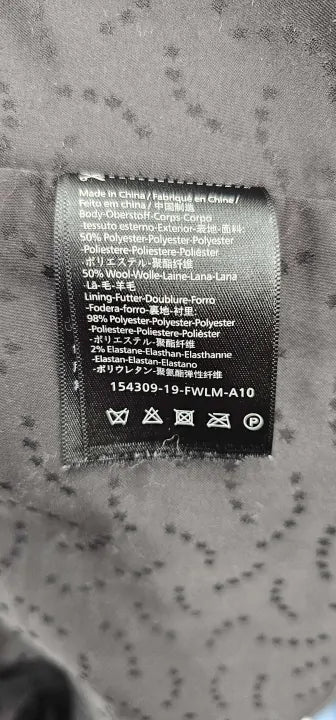 Made in China / Fabriqué en Chine /
Feito em china / 中国制造
Body-Oberstoff-Corps-Corpo
-tessuto esterno-Exterior-表地-面料:
50% Polyester-Polyester-Polyester
-Poliestere-Poliestere-Poliéster
-ポリエステル-聚酯纤维
50% Wool-Wolle-Laine-Lana-Lana
-Lã-毛-羊毛
Lining-Futter-Doublure-Forro
-Fodera-forro-裏地-衬里:
98% Polyester-Polyester-Polyester
-Poliestere-Poliestere-Poliéster
-ポリエステル-聚酯纤维
2% Elastane-Elasthan-Elasthanne
-Elastan-Elastan-Elastano
-ポリウレタン-聚氨酯弹性纤维
154309-19-FWLM-A10
P